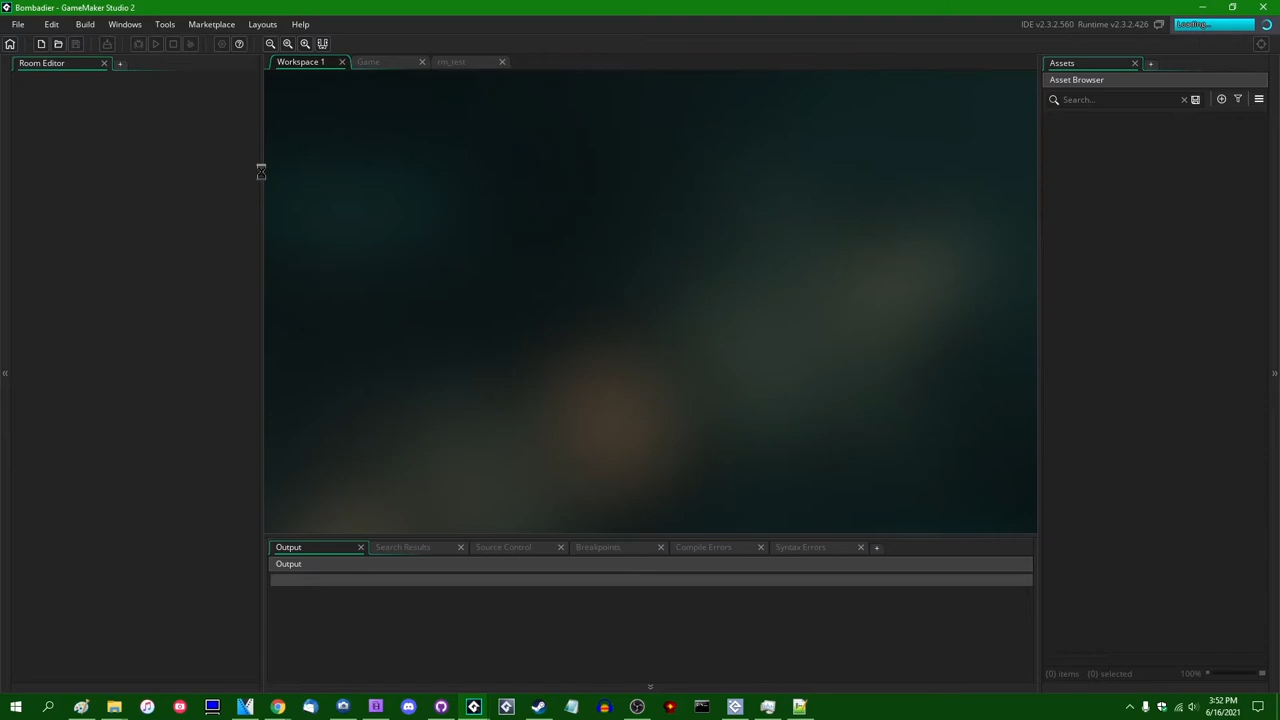 Bombadier - GameMaker Studio 2
File Edit Build Windows Tools Marketplace Layouts Help
IDE v2.3.2.560 Runtime v2.3.2.426
Loading...
Room Editor
Workspace 1
Game
rm_test
Assets
Asset Browser
Search...
Output
Search Results
Source Control
Breakpoints
Compile Errors
Syntax Errors
Output
(0) items (0) selected 100%
3:52 PM
6/16/2021